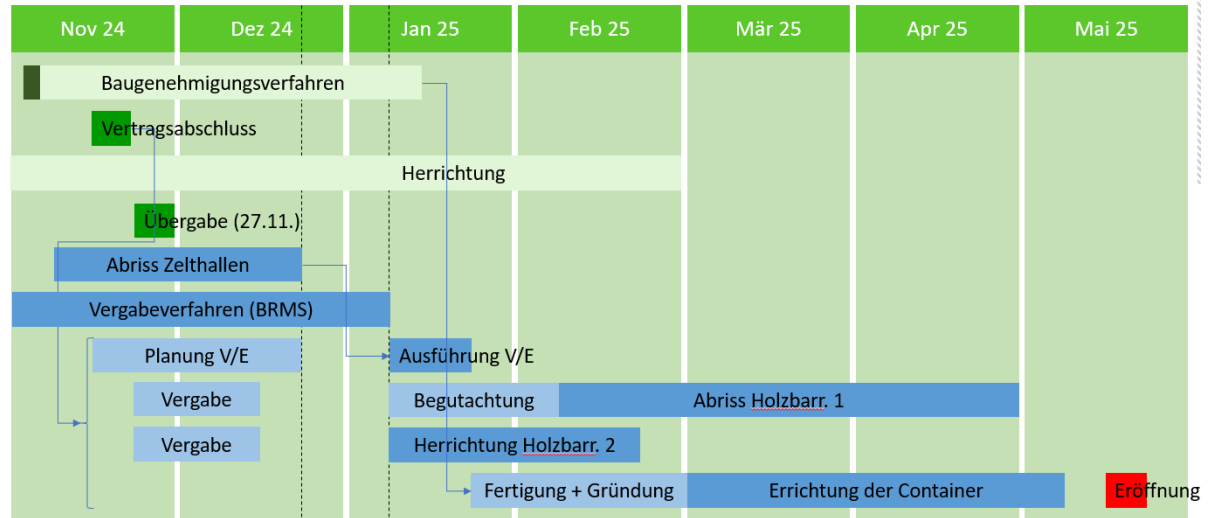 Nov 24 Dez 24 Jan 25 Feb 25 Mär 25 Apr 25 Mai 25
Baugenehmigungsverfahren
Vertragsabschluss
Herrichtung
Übergabe (27.11.)
Abriss Zelthallen
Vergabeverfahren (BRMS)
Planung V/E Ausführung V/E
Vergabe Begutachtung Abriss Holzbarr. 1
Vergabe Herrichtung Holzbarr. 2
Fertigung + Gründung Errichtung der Container Eröffnung